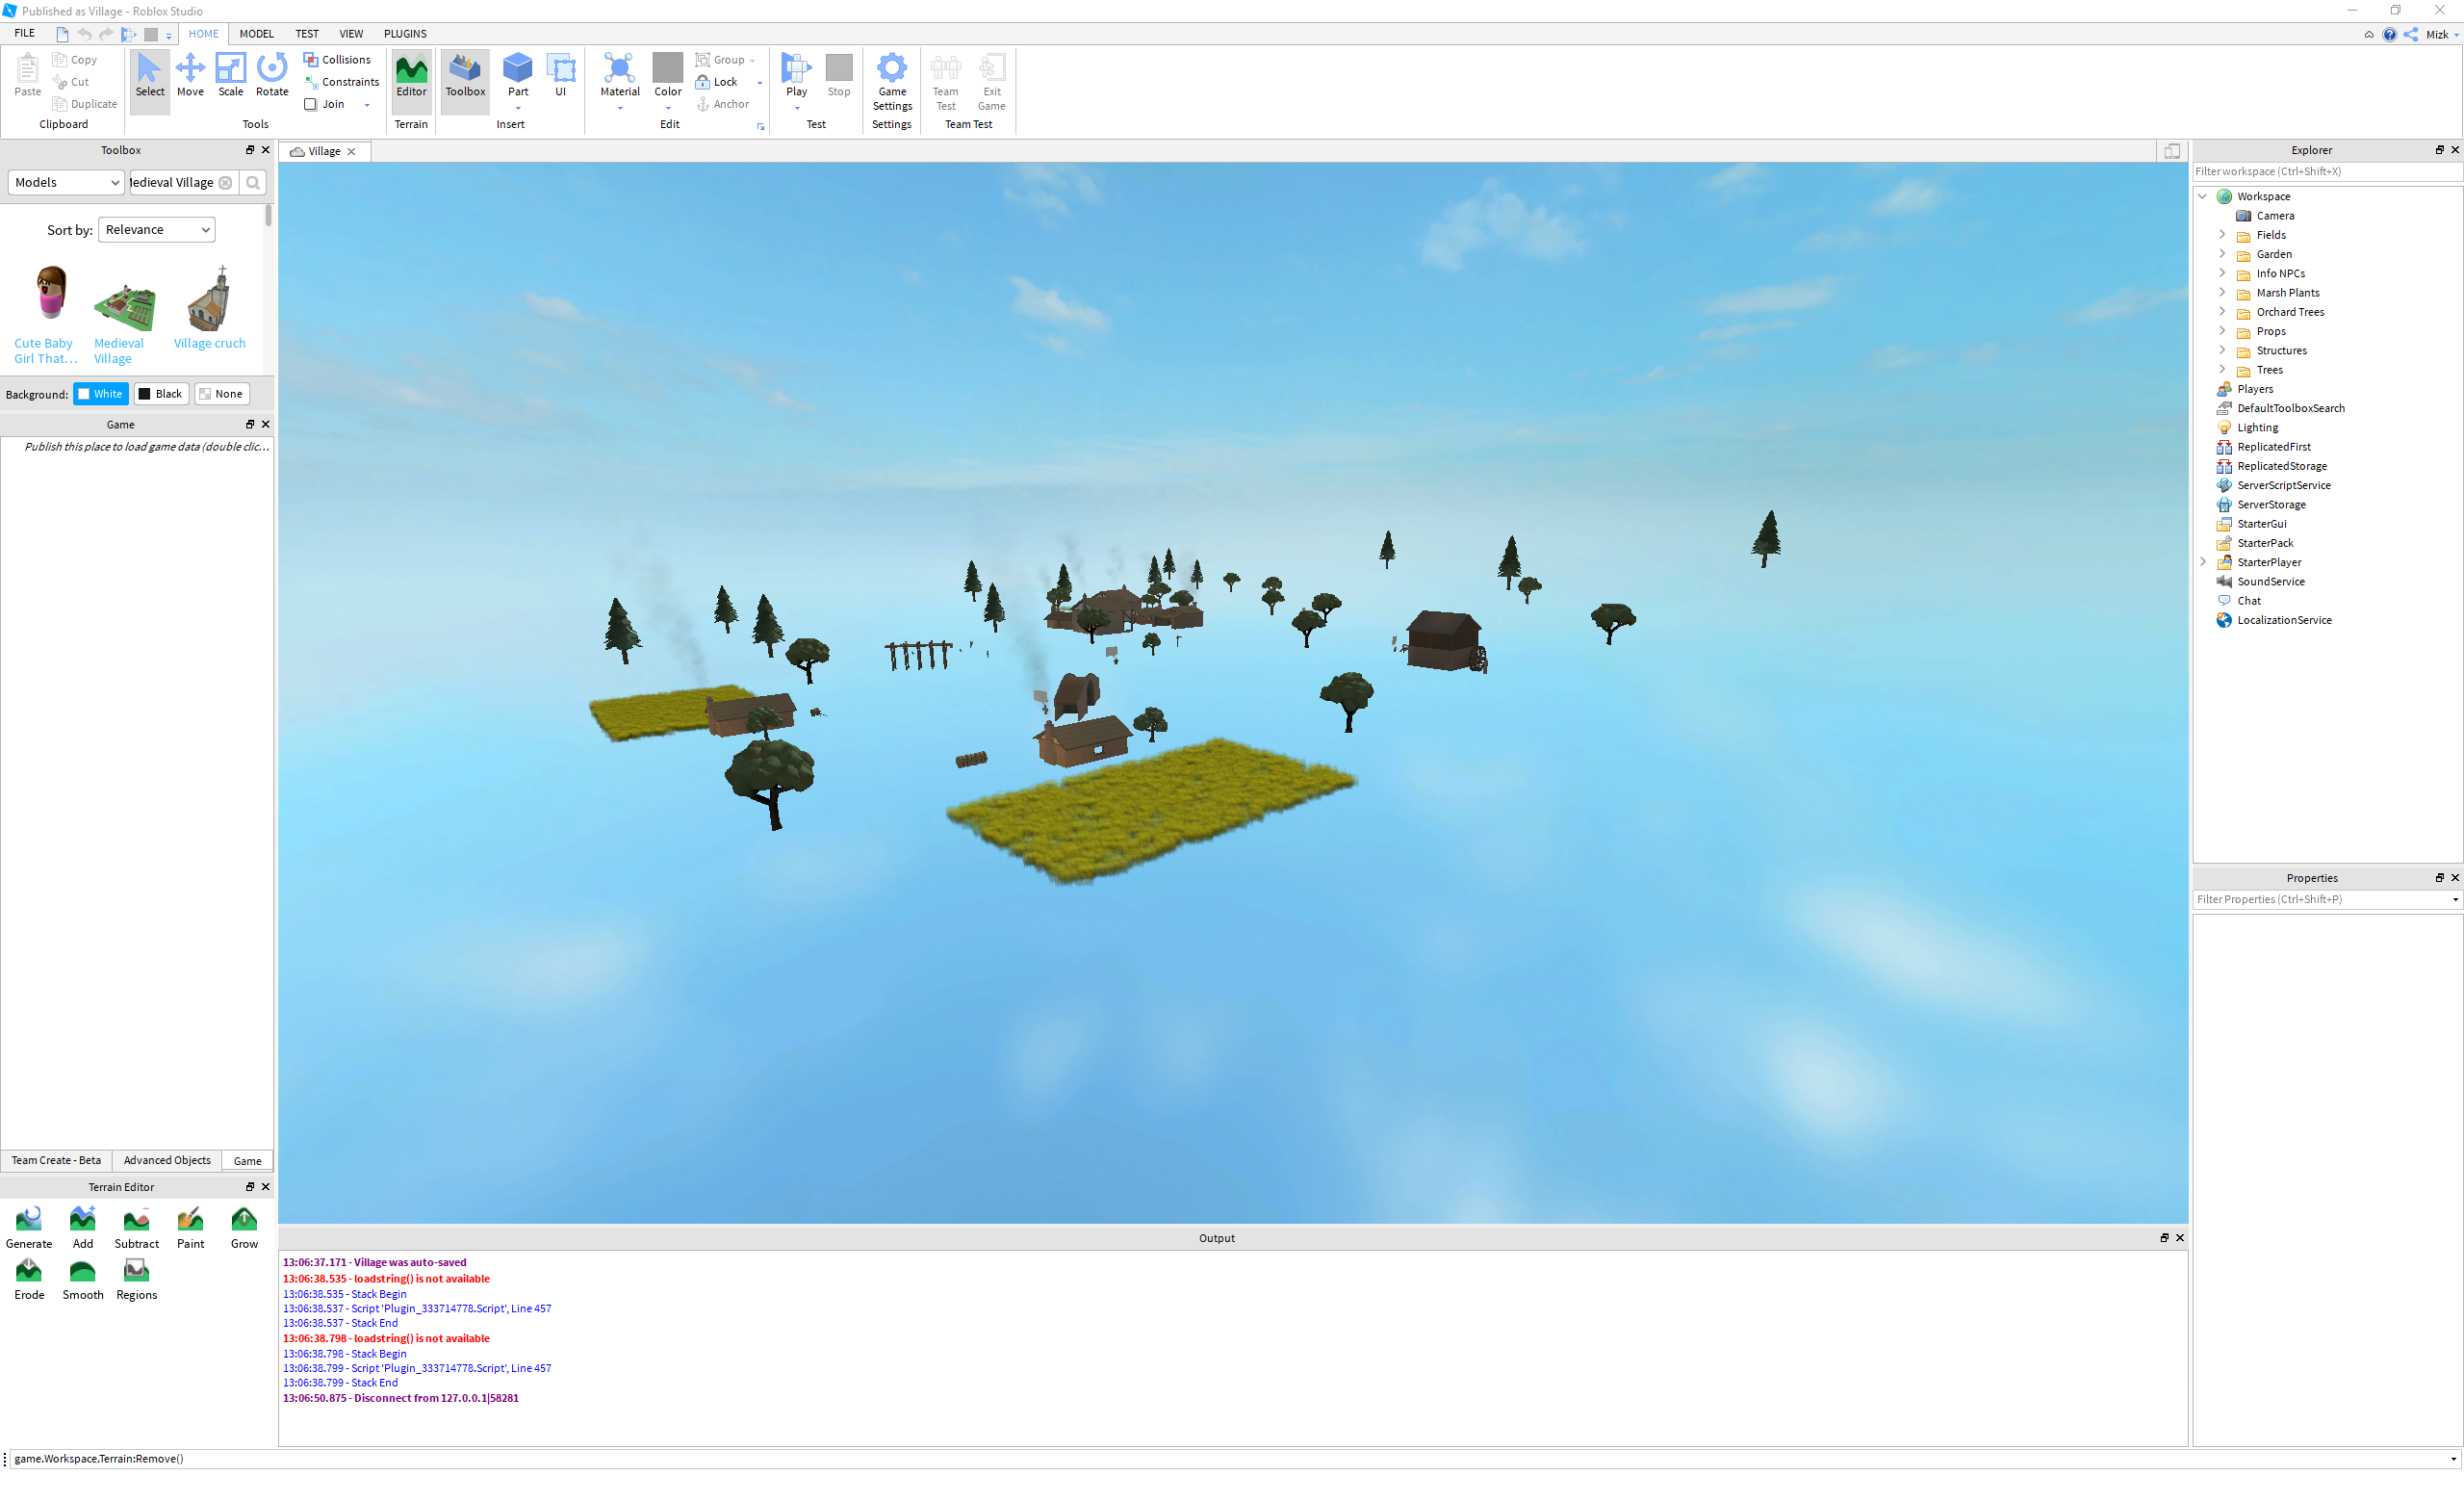 Published as Village - Roblox Studio
FILE HOME MODEL TEST VIEW PLUGINS Mizk
Paste Copy Cut Duplicate
Clipboard
Select Move Scale Rotate Collisions Constraints Join
Tools
Editor
Terrain
Toolbox Part UI
Insert
Material Color Group Lock Anchor
Edit
Play Stop
Test
Game Settings
Settings
Team Test Exit Game
Team Test
Toolbox
Models ledieval Village
Sort by: Relevance
Cute Baby Girl That...
Medieval Village
Village cruch
Background: White Black None
Game
Publish this place to load game data (double clic...
Team Create - Beta Advanced Objects Game
Terrain Editor
Generate Add Subtract Paint Grow
Erode Smooth Regions
Village
Output
13:06:37.171 - Village was auto-saved
13:06:38.535 - loadstring() is not available
13:06:38.535 - Stack Begin
13:06:38.537 - Script 'Plugin_333714778.Script', Line 457
13:06:38.537 - Stack End
13:06:38.798 - loadstring() is not available
13:06:38.798 - Stack Begin
13:06:38.799 - Script 'Plugin_333714778.Script', Line 457
13:06:38.799 - Stack End
13:06:50.875 - Disconnect from 127.0.0.1|58281
Explorer
Filter workspace (Ctrl+Shift+X)
Workspace
Camera
Fields
Garden
Info NPCs
Marsh Plants
Orchard Trees
Props
Structures
Trees
Players
DefaultToolboxSearch
Lighting
ReplicatedFirst
ReplicatedStorage
ServerScriptService
ServerStorage
StarterGui
StarterPack
StarterPlayer
SoundService
Chat
LocalizationService
Properties
Filter Properties (Ctrl+Shift+P)
game.Workspace.Terrain:Remove()